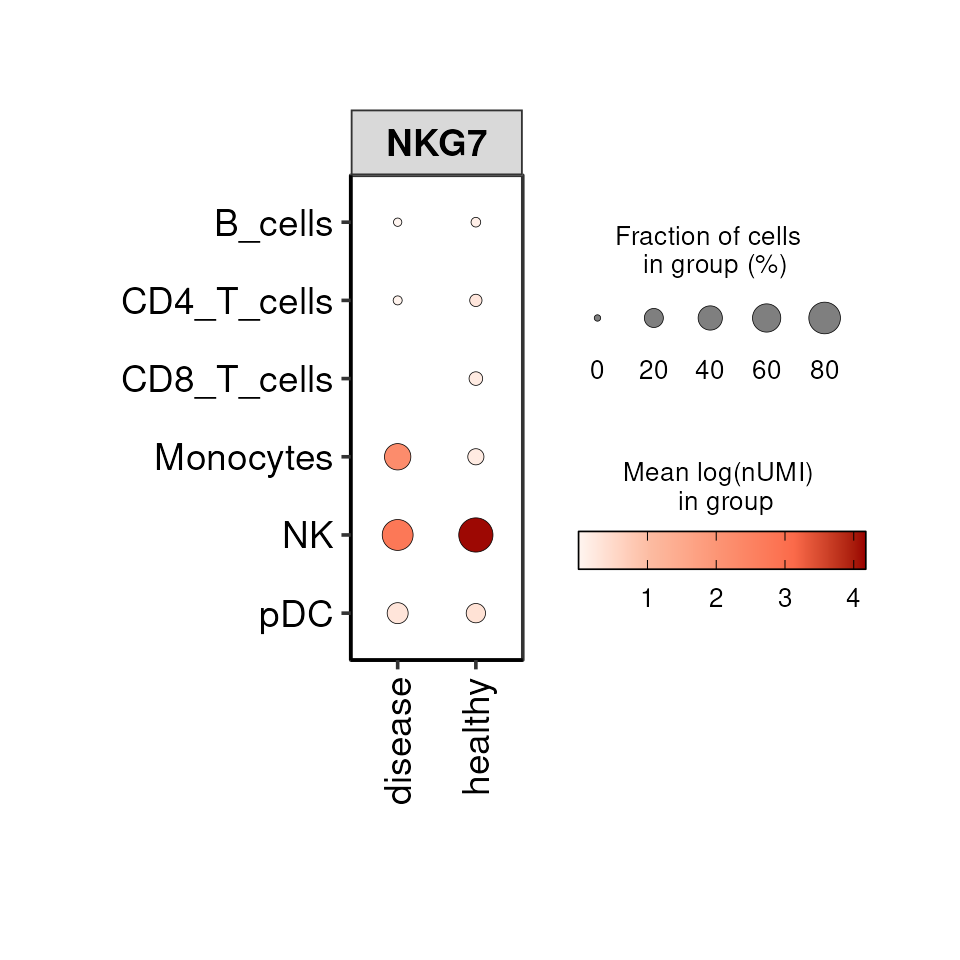 NKG7
B_cells
CD4_T_cells
CD8_T_cells
Monocytes
NK
pDC
disease
healthy
Fraction of cells
in group (%)
0 20 40 60 80
Mean log(nUMI)
in group
1 2 3 4